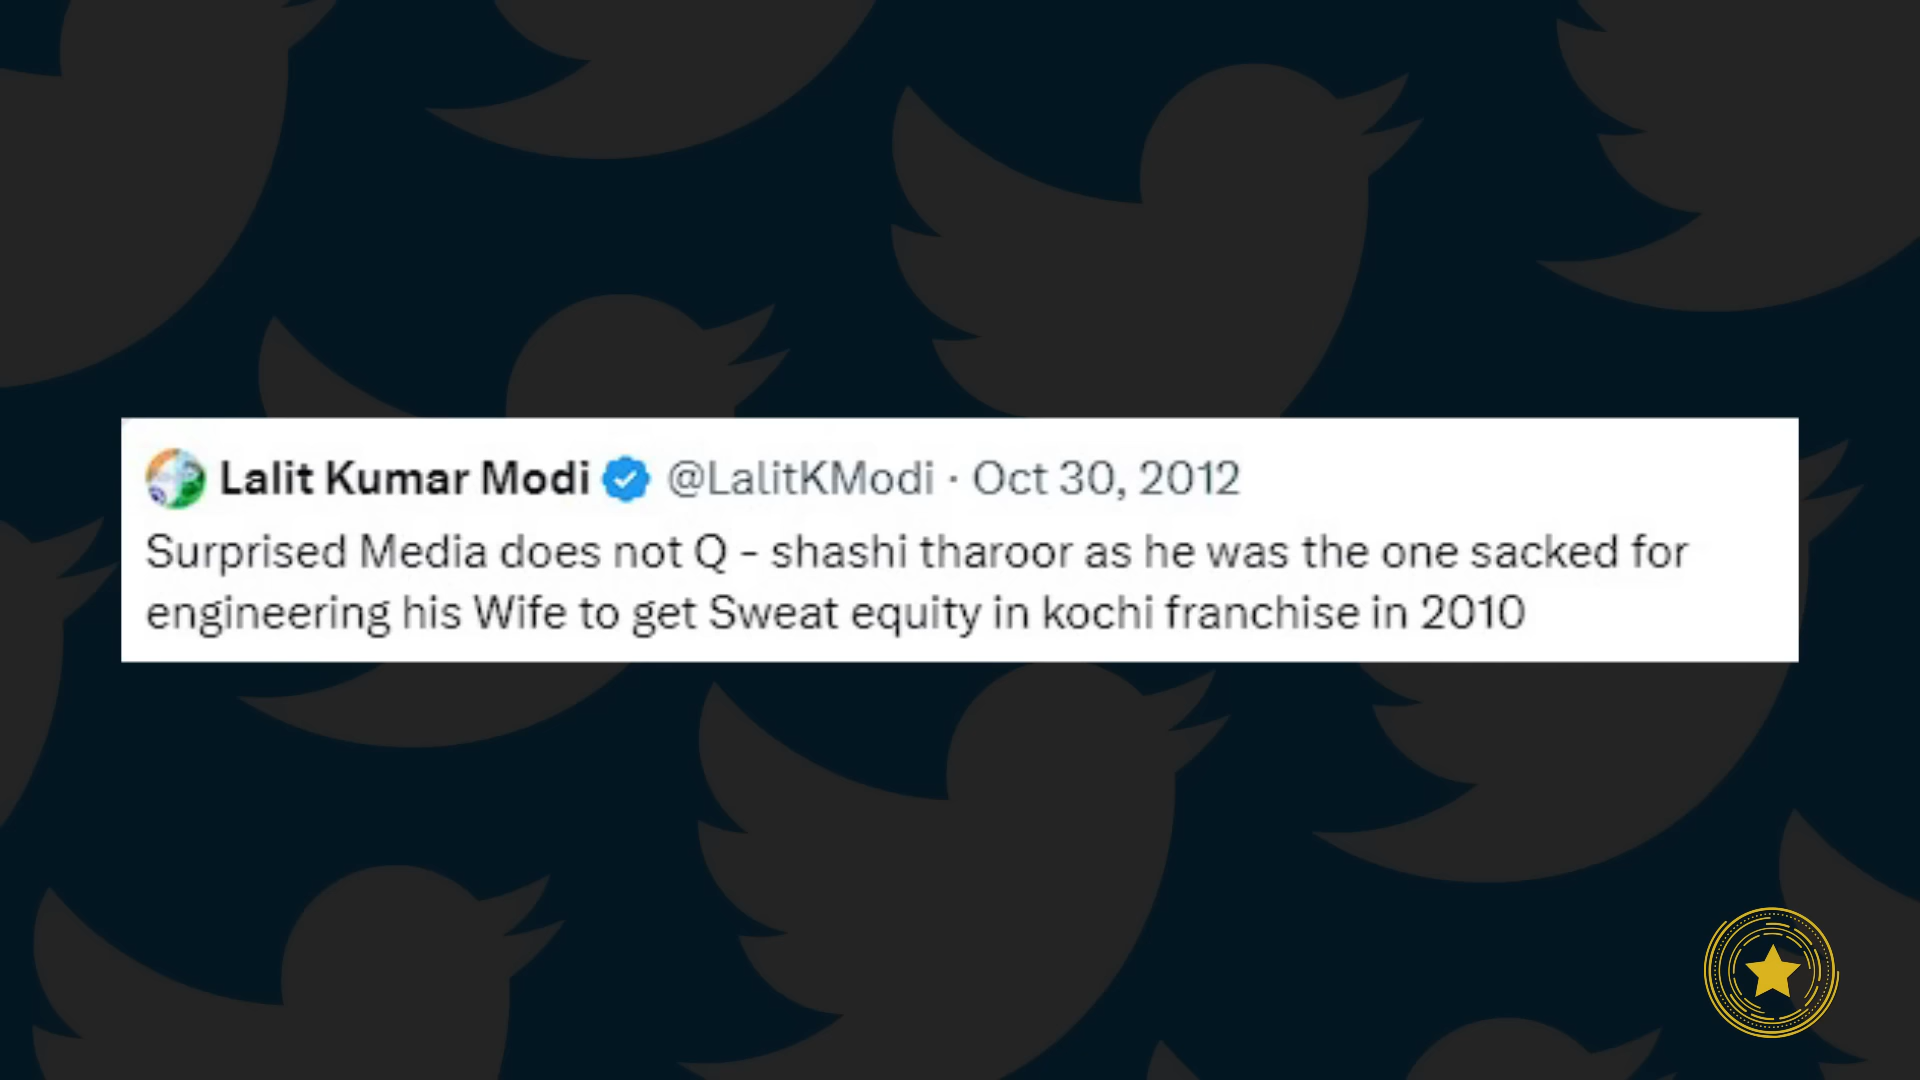 Lalit Kumar Modi @LalitKModi · Oct 30, 2012
Surprised Media does not Q - shashi tharoor as he was the one sacked for
engineering his Wife to get Sweat equity in kochi franchise in 2010